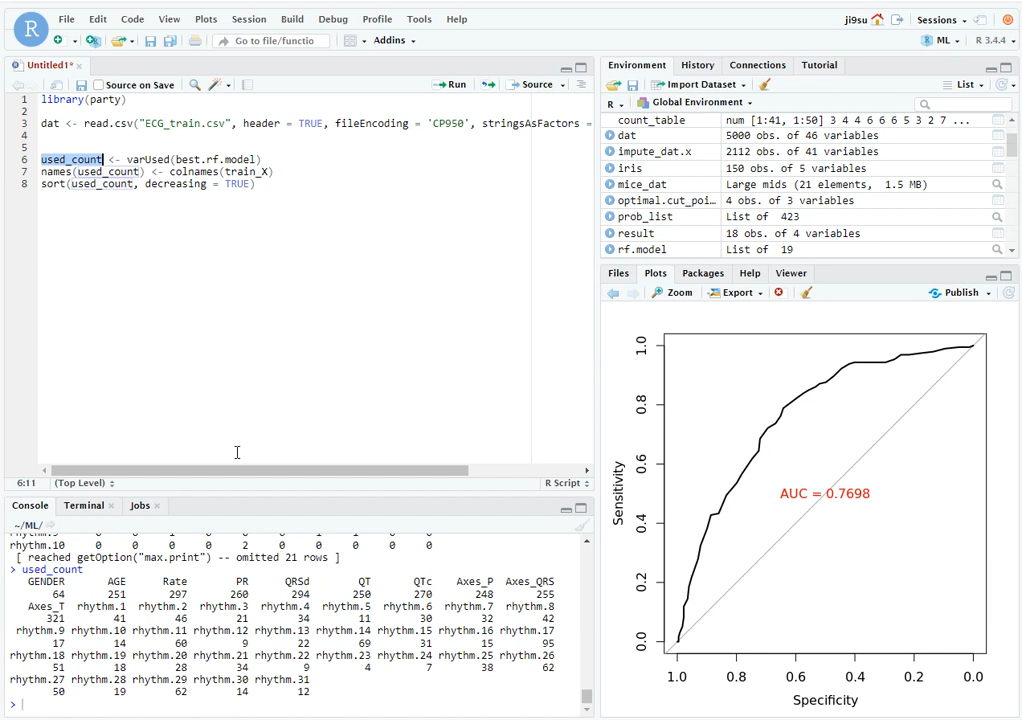 File Edit Code View Plots Session Build Debug Profile Tools Help
ji9su Sessions
Go to file/functio Addins
ML R 3.4.4
Untitled1*
Source on Save Run Source
1 library(party)
2
3 dat <- read.csv("ECG_train.csv", header = TRUE, fileEncoding = 'CP950', stringsAsFactors =
4
5
6 used_count <- varUsed(best.rf.model)
7 names(used_count) <- colnames(train_X)
8 sort(used_count, decreasing = TRUE)
6:11 (Top Level) R Script
Console Terminal Jobs
~/ML/
rhythm.10 0 0 0 0 2 0 0 0 0
[ reached getOption("max.print") -- omitted 21 rows ]
> used_count
GENDER AGE Rate PR QRSd QT QTc Axes_P Axes_QRS
64 251 297 260 294 250 270 248 255
Axes_T rhythm.1 rhythm.2 rhythm.3 rhythm.4 rhythm.5 rhythm.6 rhythm.7 rhythm.8
321 41 46 21 34 11 30 32 42
rhythm.9 rhythm.10 rhythm.11 rhythm.12 rhythm.13 rhythm.14 rhythm.15 rhythm.16 rhythm.17
17 14 60 9 22 69 31 15 95
rhythm.18 rhythm.19 rhythm.20 rhythm.21 rhythm.22 rhythm.23 rhythm.24 rhythm.25 rhythm.26
51 18 28 34 9 4 7 38 62
rhythm.27 rhythm.28 rhythm.29 rhythm.30 rhythm.31
50 19 62 14 12
>
Environment History Connections Tutorial
Import Dataset List
R Global Environment
count_table num [1:41, 1:50] 3 4 4 6 6 6 5 3 2 7 ...
dat 5000 obs. of 46 variables
impute_dat.x 2112 obs. of 41 variables
iris 150 obs. of 5 variables
mice_dat Large mids (21 elements, 1.5 MB)
optimal.cut_poi… 4 obs. of 3 variables
prob_list List of 423
result 18 obs. of 4 variables
rf.model List of 19
Files Plots Packages Help Viewer
Zoom Export Publish
Sensitivity
1.0
0.8
0.6
0.4
0.2
0.0
AUC = 0.7698
1.0 0.8 0.6 0.4 0.2 0.0
Specificity